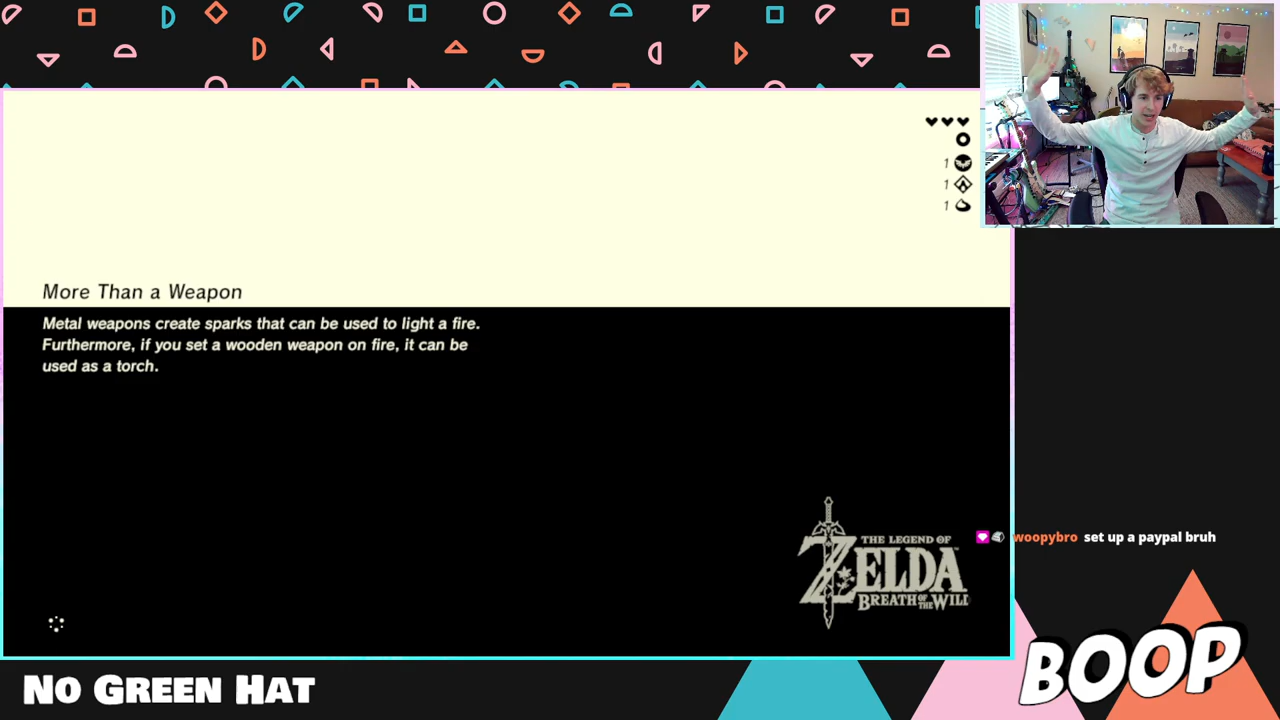 1
1
1
More Than a Weapon
Metal weapons create sparks that can be used to light a fire.
Furthermore, if you set a wooden weapon on fire, it can be
used as a torch.
THE LEGEND OF
ZELDA
BREATH OF THE WILD
woopybro set up a paypal bruh
NO GREEN HAT
BOOP